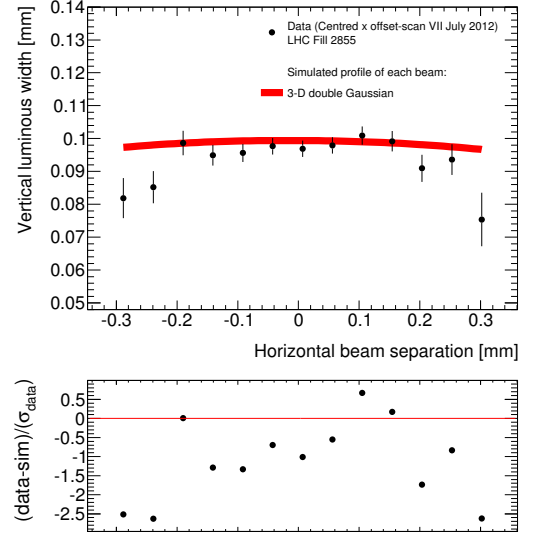 0.14
0.13
0.12
0.11
0.1
0.09
0.08
0.07
0.06
0.05
Vertical luminous width [mm]
Data (Centred x offset-scan VII July 2012)
LHC Fill 2855
Simulated profile of each beam:
3-D double Gaussian
-0.3 -0.2 -0.1 0 0.1 0.2 0.3
Horizontal beam separation [mm]
(data-sim)/(σdata)
0.5
0
-0.5
-1
-1.5
-2
-2.5